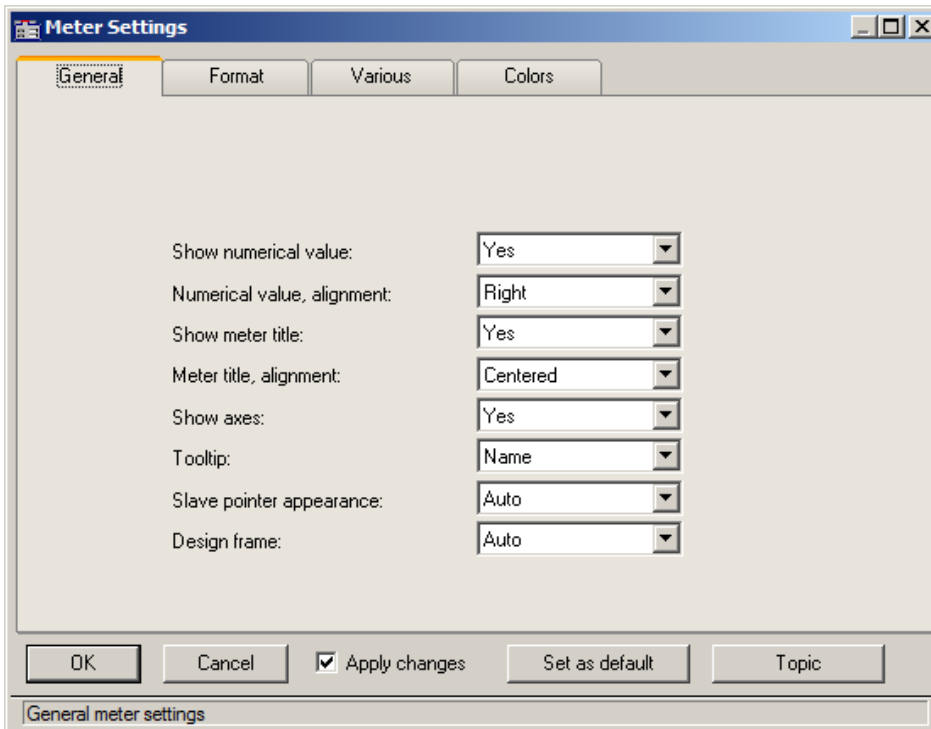 Meter Settings
General Format Various Colors
Show numerical value: Yes
Numerical value, alignment: Right
Show meter title: Yes
Meter title, alignment: Centered
Show axes: Yes
Tooltip: Name
Slave pointer appearance: Auto
Design frame: Auto
OK Cancel Apply changes Set as default Topic
General meter settings